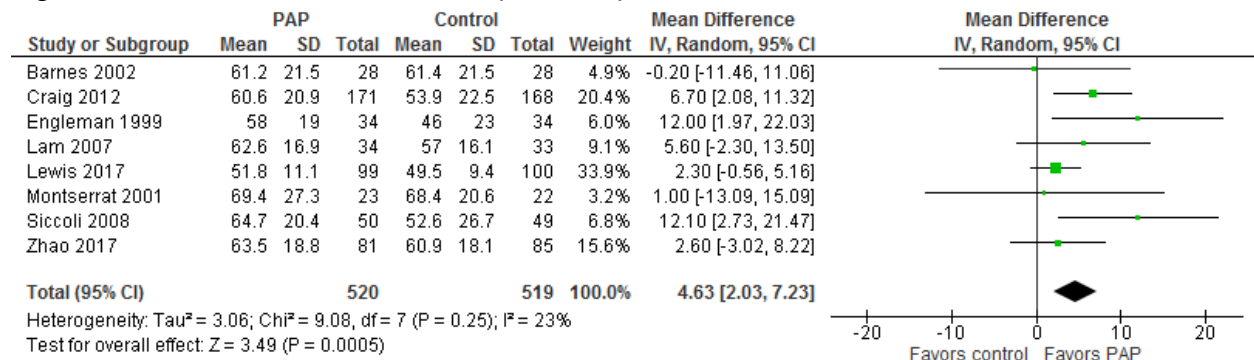 PAP Control Mean Difference Mean Difference
Study or Subgroup Mean SD Total Mean SD Total Weight IV, Random, 95% CI IV, Random, 95% CI
Barnes 2002 61.2 21.5 28 61.4 21.5 28 4.9% -0.20 [-11.46, 11.06]
Craig 2012 60.6 20.9 171 53.9 22.5 168 20.4% 6.70 [2.08, 11.32]
Engleman 1999 58 19 34 46 23 34 6.0% 12.00 [1.97, 22.03]
Lam 2007 62.6 16.9 34 57 16.1 33 9.1% 5.60 [-2.30, 13.50]
Lewis 2017 51.8 11.1 99 49.5 9.4 100 33.9% 2.30 [-0.56, 5.16]
Montserrat 2001 69.4 27.3 23 68.4 20.6 22 3.2% 1.00 [-13.09, 15.09]
Siccoli 2008 64.7 20.4 50 52.6 26.7 49 6.8% 12.10 [2.73, 21.47]
Zhao 2017 63.5 18.8 81 60.9 18.1 85 15.6% 2.60 [-3.02, 8.22]
Total (95% CI) 520 519 100.0% 4.63 [2.03, 7.23]
Heterogeneity: Tau² = 3.06; Chi² = 9.08, df = 7 (P = 0.25); I² = 23%
Test for overall effect: Z = 3.49 (P = 0.0005)
-20 -10 0 10 20
Favors control Favors PAP